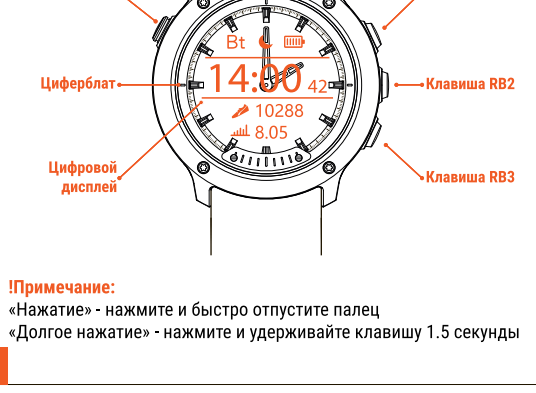 Bt
Циферблат
14:00 42
Клавиша RB2
10288
8.05
Цифровой
дисплей
Клавиша RB3
!Примечание:
«Нажатие» - нажмите и быстро отпустите палец
«Долгое нажатие» - нажмите и удерживайте клавишу 1.5 секунды